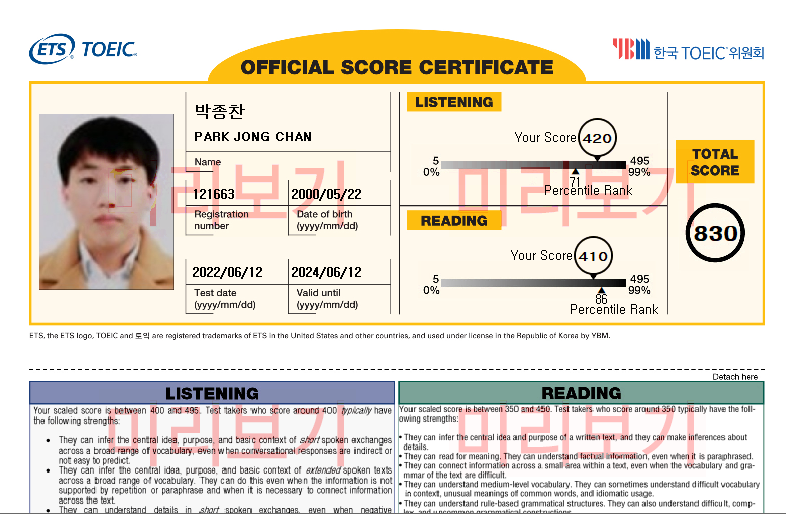 ETS TOEIC
YBM 한국 TOEIC 위원회
OFFICIAL SCORE CERTIFICATE
박종찬
PARK JONG CHAN
Name
121663
Registration
number
2000/05/22
Date of birth
(yyyy/mm/dd)
2022/06/12
Test date
(yyyy/mm/dd)
2024/06/12
Valid until
(yyyy/mm/dd)
LISTENING
Your Score 420
5 495
0% 99%
71
Percentile Rank
READING
Your Score 410
5 495
0% 99%
86
Percentile Rank
TOTAL
SCORE
830
미리보기
미리보기
ETS, the ETS logo, TOEIC and 토익 are registered trademarks of ETS in the United States and other countries, and used under license in the Republic of Korea by YBM.
Detach here
LISTENING
Your scaled score is between 400 and 495. Test takers who score around 400 typically have
the following strengths:
• They can infer the central idea, purpose, and basic context of short spoken exchanges
across a broad range of vocabulary, even when conversational responses are indirect or
not easy to predict.
• They can infer the central idea, purpose, and basic context of extended spoken texts
across a broad range of vocabulary. They can do this even when the information is not
supported by repetition or paraphrase and when it is necessary to connect information
across the text.
• They can understand details in short spoken exchanges, even when negative
READING
Your scaled score is between 350 and 450. Test takers who score around 350 typically have the foll-
owing strengths:
• They can infer the central idea and purpose of a written text, and they can make inferences about
details.
• They can read for meaning. They can understand factual information, even when it is paraphrased.
• They can connect information across a small area within a text, even when the vocabulary and gra-
mmar of the text are difficult.
• They can understand medium-level vocabulary. They can sometimes understand difficult vocabulary
in context, unusual meanings of common words, and idiomatic usage.
• They can understand rule-based grammatical structures. They can also understand difficult, comp-
lex, and uncommon grammatical constructions.
미리보기
미리보기